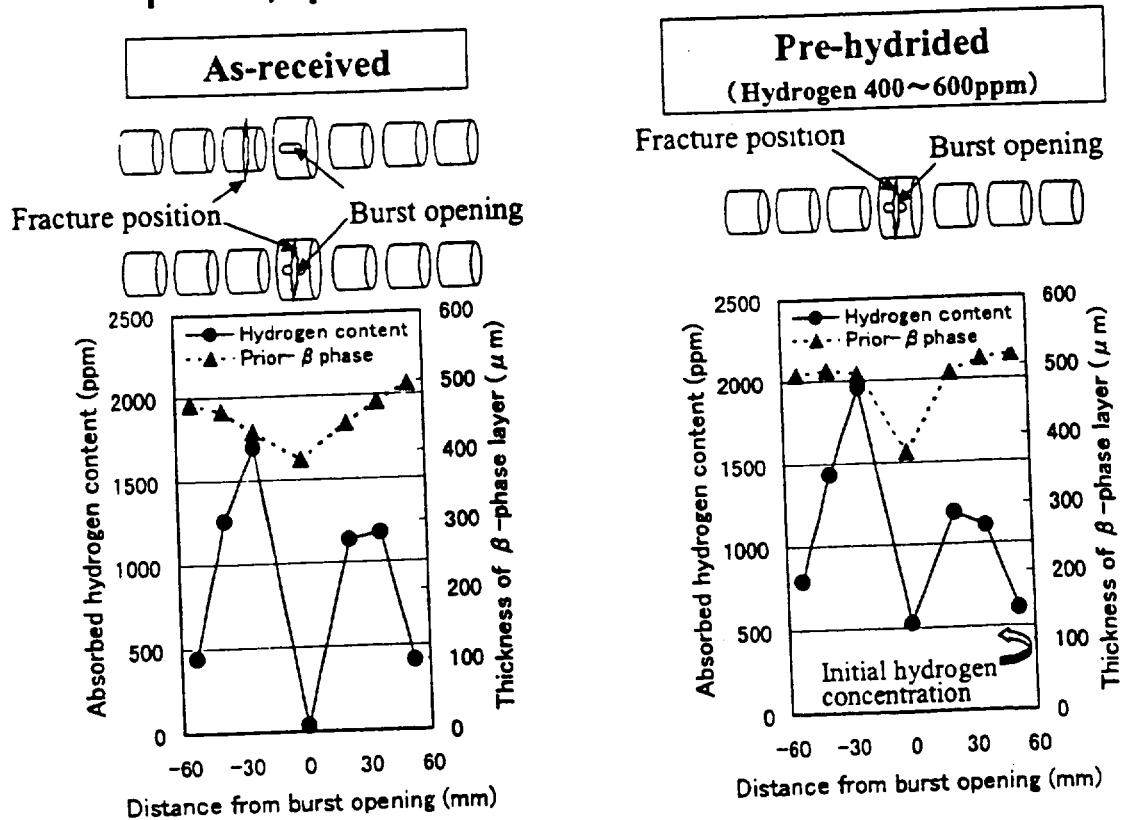 As-received
Fracture position
Burst opening
2500
2000
1500
1000
500
0
Absorbed hydrogen content (ppm)
Hydrogen content
Prior-β phase
600
500
400
300
200
100
0
Thickness of β-phase layer (μm)
-60 -30 0 30 60
Distance from burst opening (mm)
Pre-hydrided
(Hydrogen 400~600ppm)
Fracture position
Burst opening
2500
2000
1500
1000
500
0
Absorbed hydrogen content (ppm)
Hydrogen content
Prior-β phase
Initial hydrogen
concentration
600
500
400
300
200
100
0
Thickness of β-phase layer (μm)
-60 -30 0 30 60
Distance from burst opening (mm)